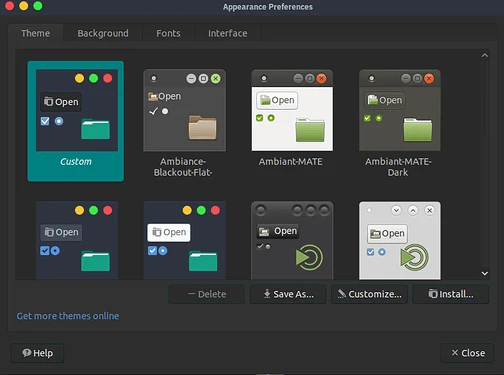 Appearance Preferences
Theme
Background
Fonts
Interface
Open
Open
Open
Open
Custom
Ambiance-
Blackout-Flat-
Ambiant-MATE
Ambiant-MATE-
Dark
Open
Open
Open
Open
Delete
Save As...
Customize...
Install...
Get more themes online
Help
Close